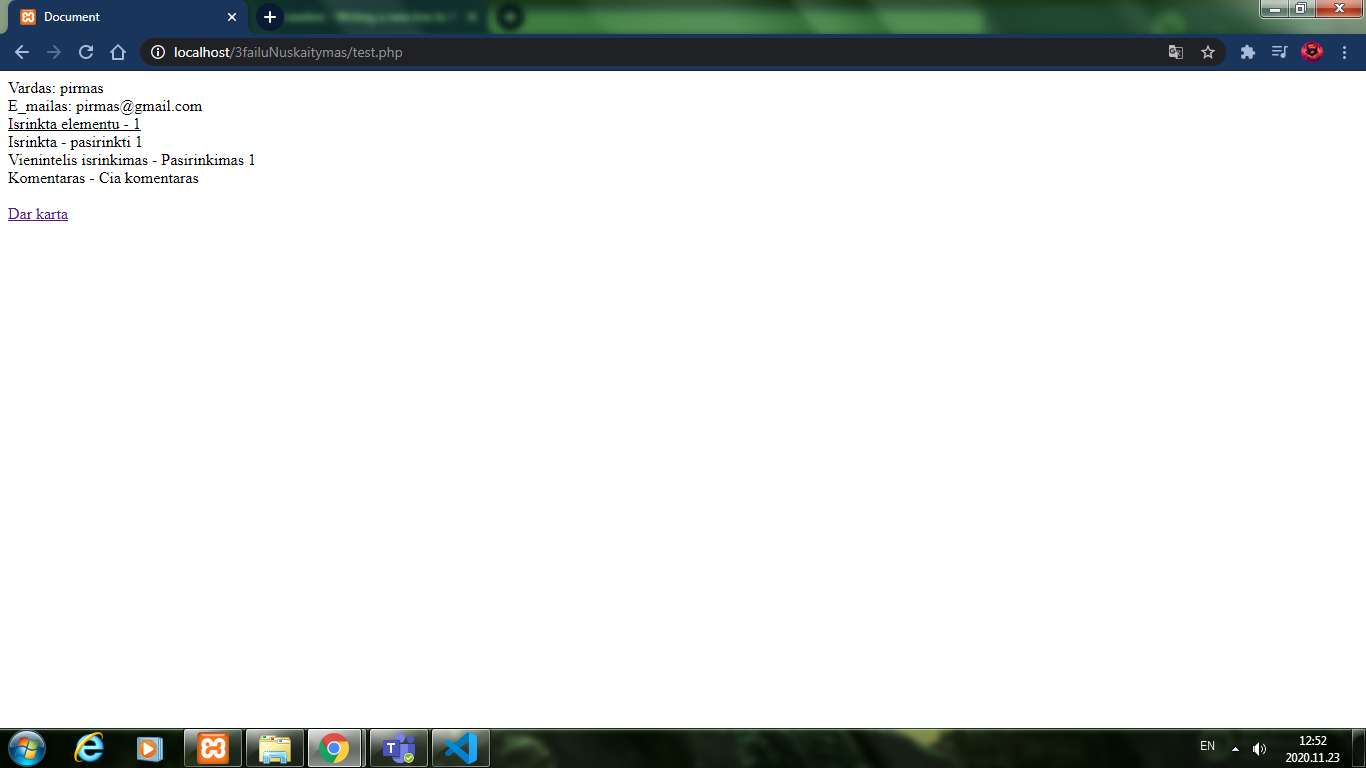 Document
localhost/3failuNuskaitymas/test.php
Vardas: pirmas
E_mailas: pirmas@gmail.com
Isrinkta elementu - 1
Isrinkta - pasirinkti 1
Vienintelis isrinkimas - Pasirinkimas 1
Komentaras - Cia komentaras
Dar karta
EN
12:52
2020.11.23